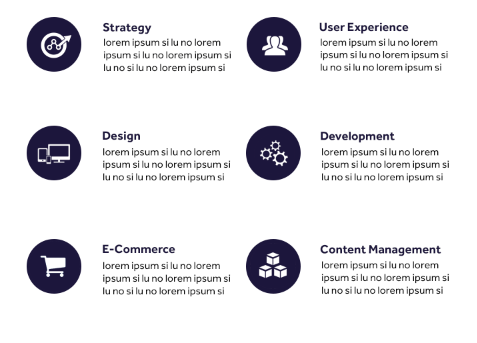 Strategy
lorem ipsum si lu no lorem
ipsum si lu no lorem ipsum si
lu no si lu no lorem ipsum si
User Experience
lorem ipsum si lu no lorem
ipsum si lu no lorem ipsum si
lu no si lu no lorem ipsum si
Design
lorem ipsum si lu no lorem
ipsum si lu no lorem ipsum si
lu no si lu no lorem ipsum si
Development
lorem ipsum si lu no lorem
ipsum si lu no lorem ipsum si
lu no si lu no lorem ipsum si
E-Commerce
lorem ipsum si lu no lorem
ipsum si lu no lorem ipsum si
lu no si lu no lorem ipsum si
Content Management
lorem ipsum si lu no lorem
ipsum si lu no lorem ipsum si
lu no si lu no lorem ipsum si